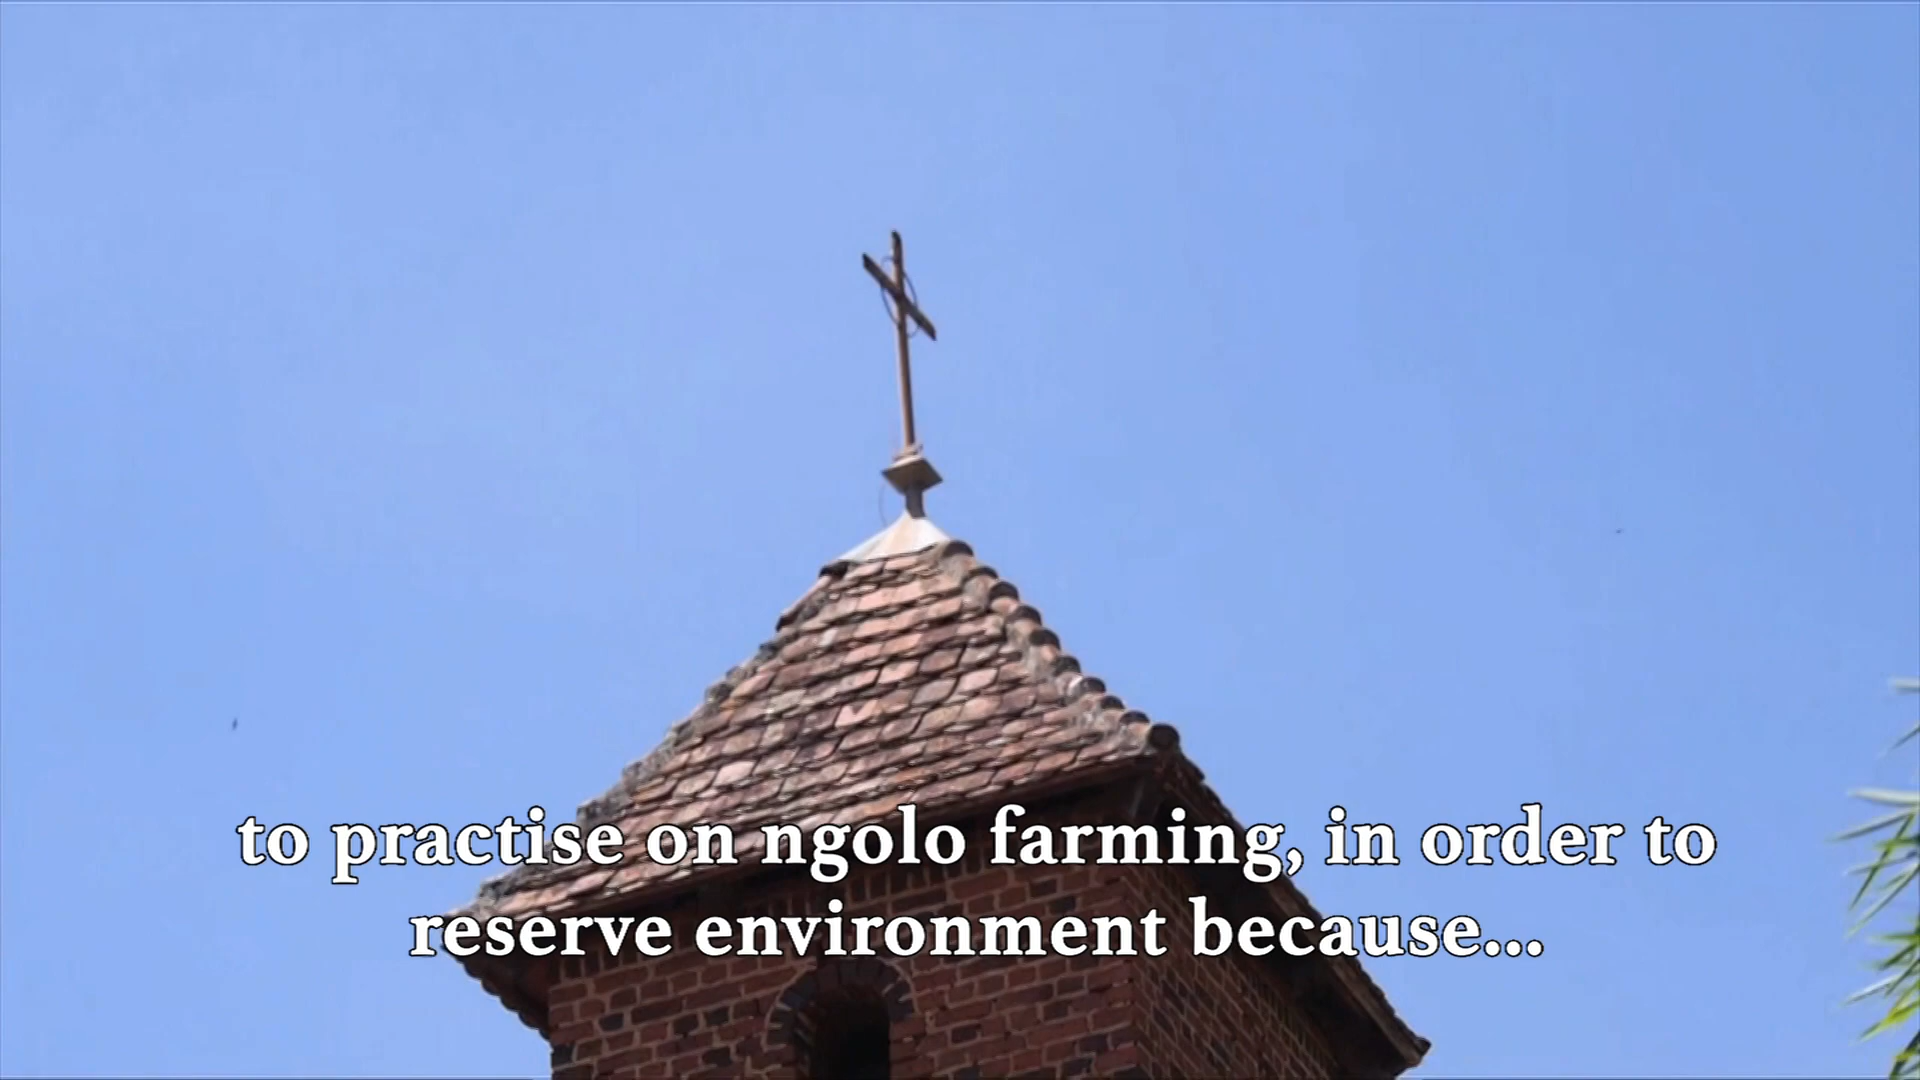 to practise on ngolo farming, in order to
reserve environment because...